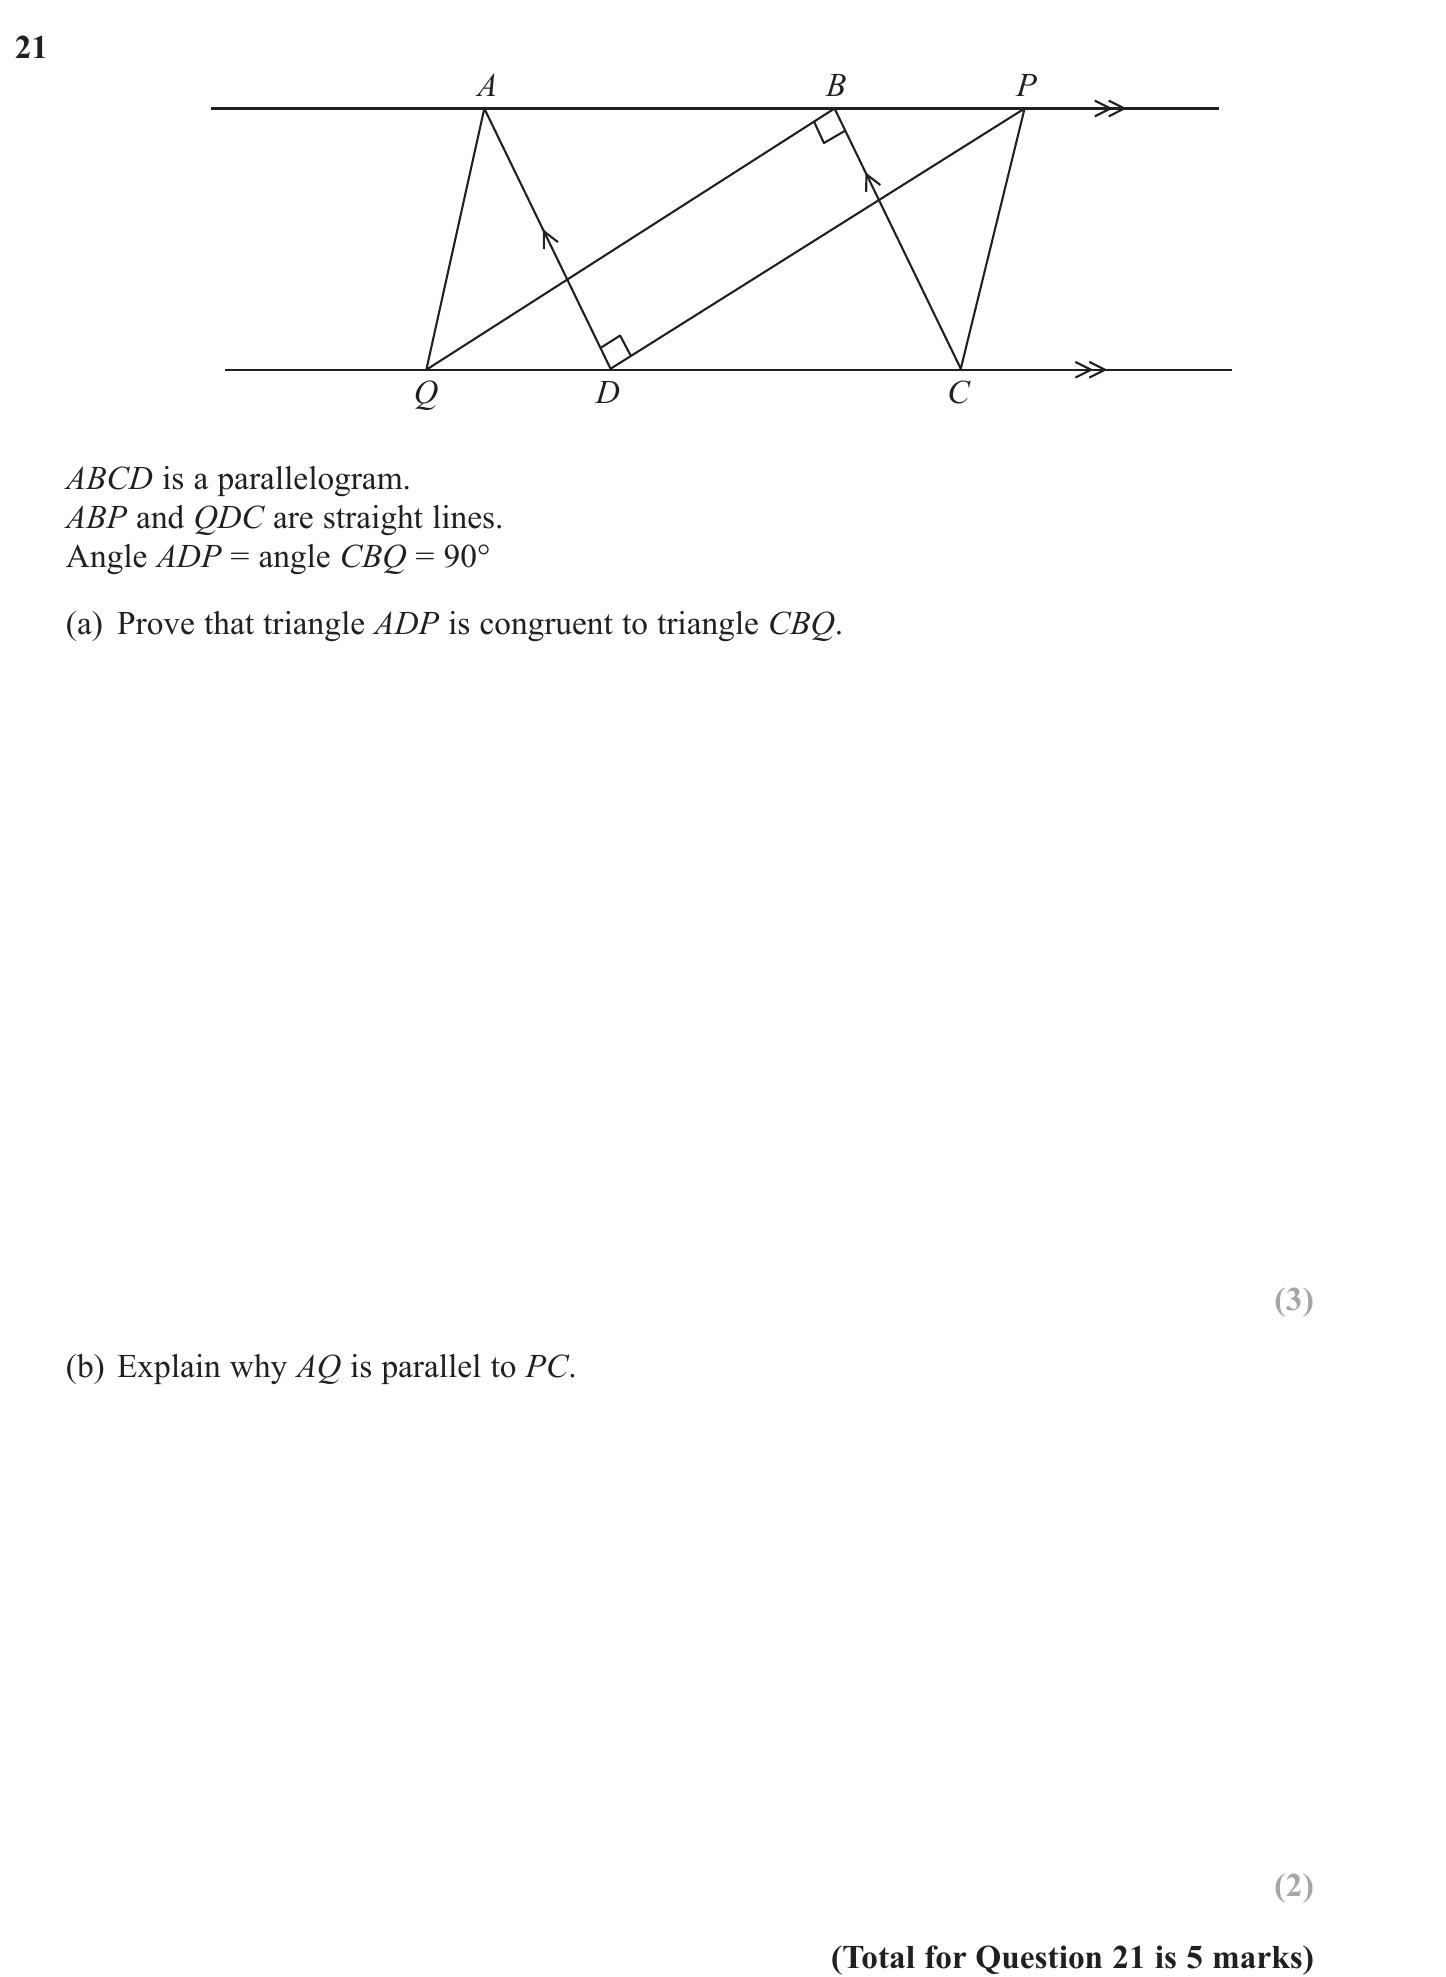 21
A B P
Q D C
ABCD is a parallelogram.
ABP and QDC are straight lines.
Angle ADP = angle CBQ = 90°
(a) Prove that triangle ADP is congruent to triangle CBQ.
(3)
(b) Explain why AQ is parallel to PC.
(2)
(Total for Question 21 is 5 marks)